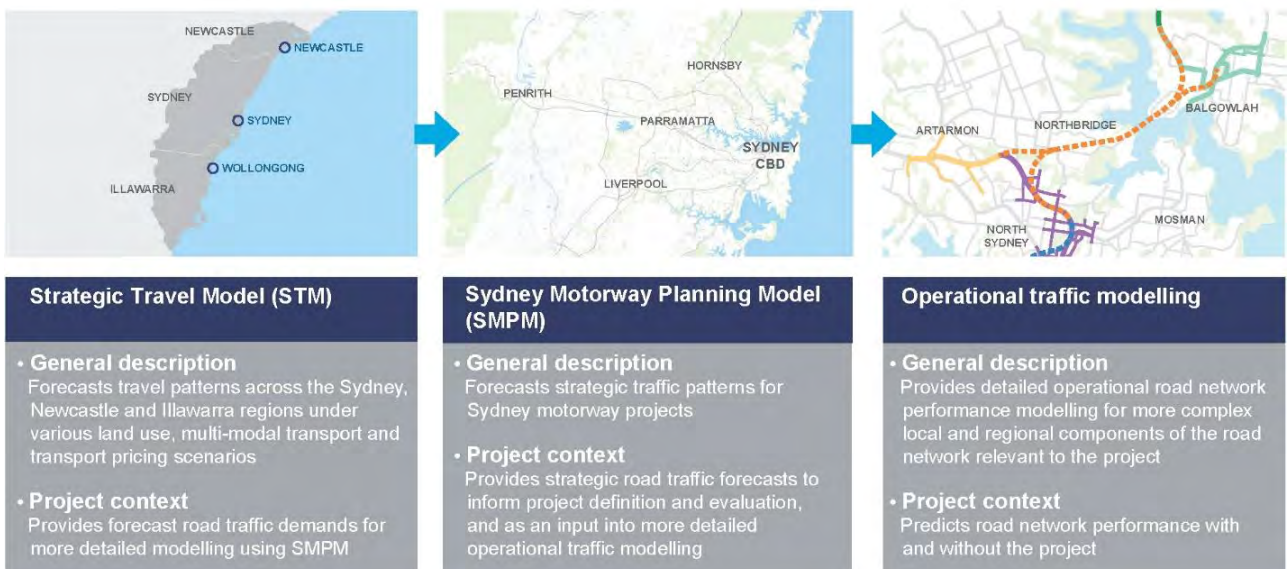 NEWCASTLE
NEWCASTLE
SYDNEY
SYDNEY
WOLLONGONG
ILLAWARRA
HORNSBY
PENRITH
PARRAMATTA
SYDNEY
CBD
LIVERPOOL
BALGOWLAH
ARTARMON
NORTHBRIDGE
MOSMAN
NORTH
SYDNEY
Strategic Travel Model (STM)
• General description
Forecasts travel patterns across the Sydney,
Newcastle and Illawarra regions under
various land use, multi-modal transport and
transport pricing scenarios
• Project context
Provides forecast road traffic demands for
more detailed modelling using SMPM
Sydney Motorway Planning Model
(SMPM)
• General description
Forecasts strategic traffic patterns for
Sydney motorway projects
• Project context
Provides strategic road traffic forecasts to
inform project definition and evaluation,
and as an input into more detailed
operational traffic modelling
Operational traffic modelling
• General description
Provides detailed operational road network
performance modelling for more complex
local and regional components of the road
network relevant to the project
• Project context
Predicts road network performance with
and without the project